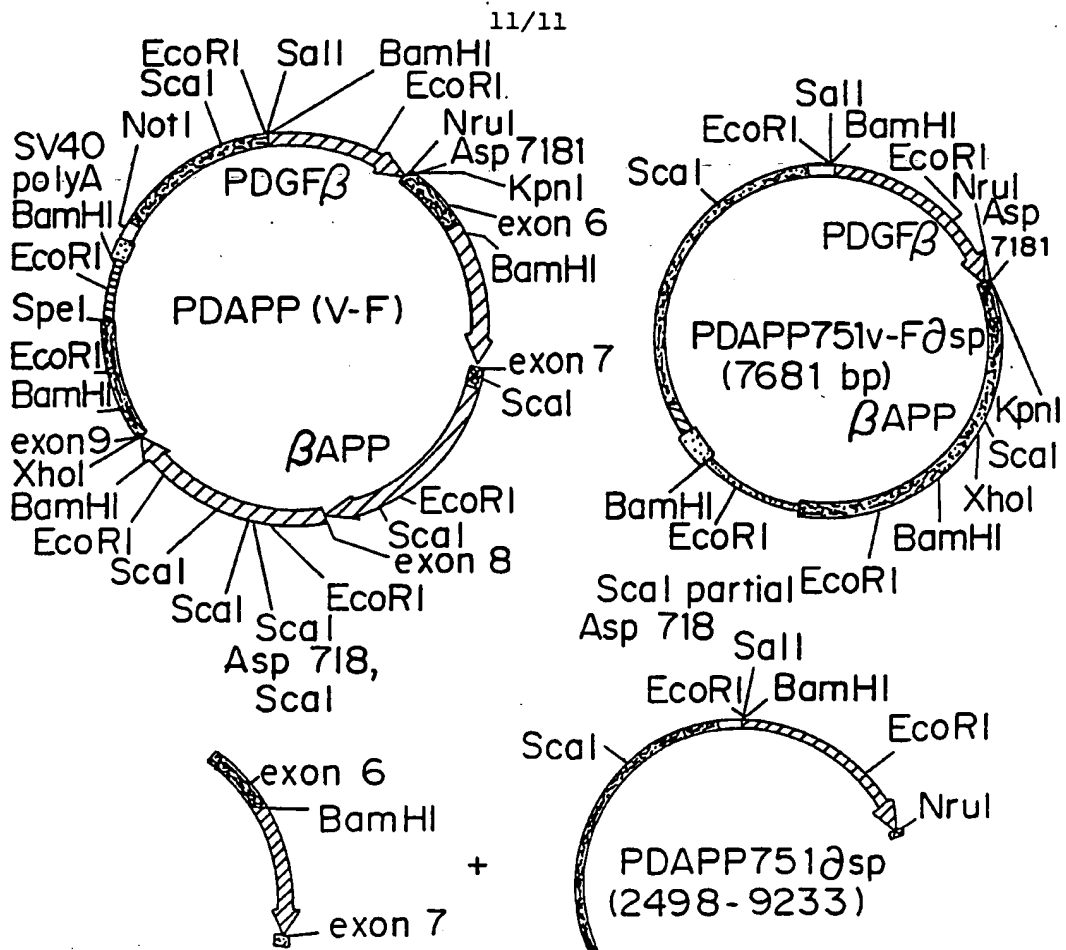 11/11
EcoRI
SalI
BamHI
ScaI
EcoRI
NotI
NruI
Asp 7181
KpnI
SV40
polyA
BamHI
PDGFβ
exon 6
BamHI
EcoRI
SpeI
PDAPP (V-F)
EcoRI
BamHI
exon 7
ScaI
exon9
XhoI
BamHI
βAPP
EcoRI
EcoRI
ScaI
exon 8
ScaI
EcoRI
ScaI
ScaI
Asp 718,
ScaI
SalI
EcoRI
BamHI
EcoRI
ScaI
NruI
Asp
7181
PDGFβ
PDAPP751v-F∂sp
(7681 bp)
βAPP
KpnI
ScaI
XhoI
BamHI
BamHI
EcoRI
EcoRI
ScaI partial
Asp 718
exon 6
BamHI
exon 7
+
SalI
EcoRI
BamHI
EcoRI
ScaI
NruI
PDAPP751∂sp
(2498-9233)